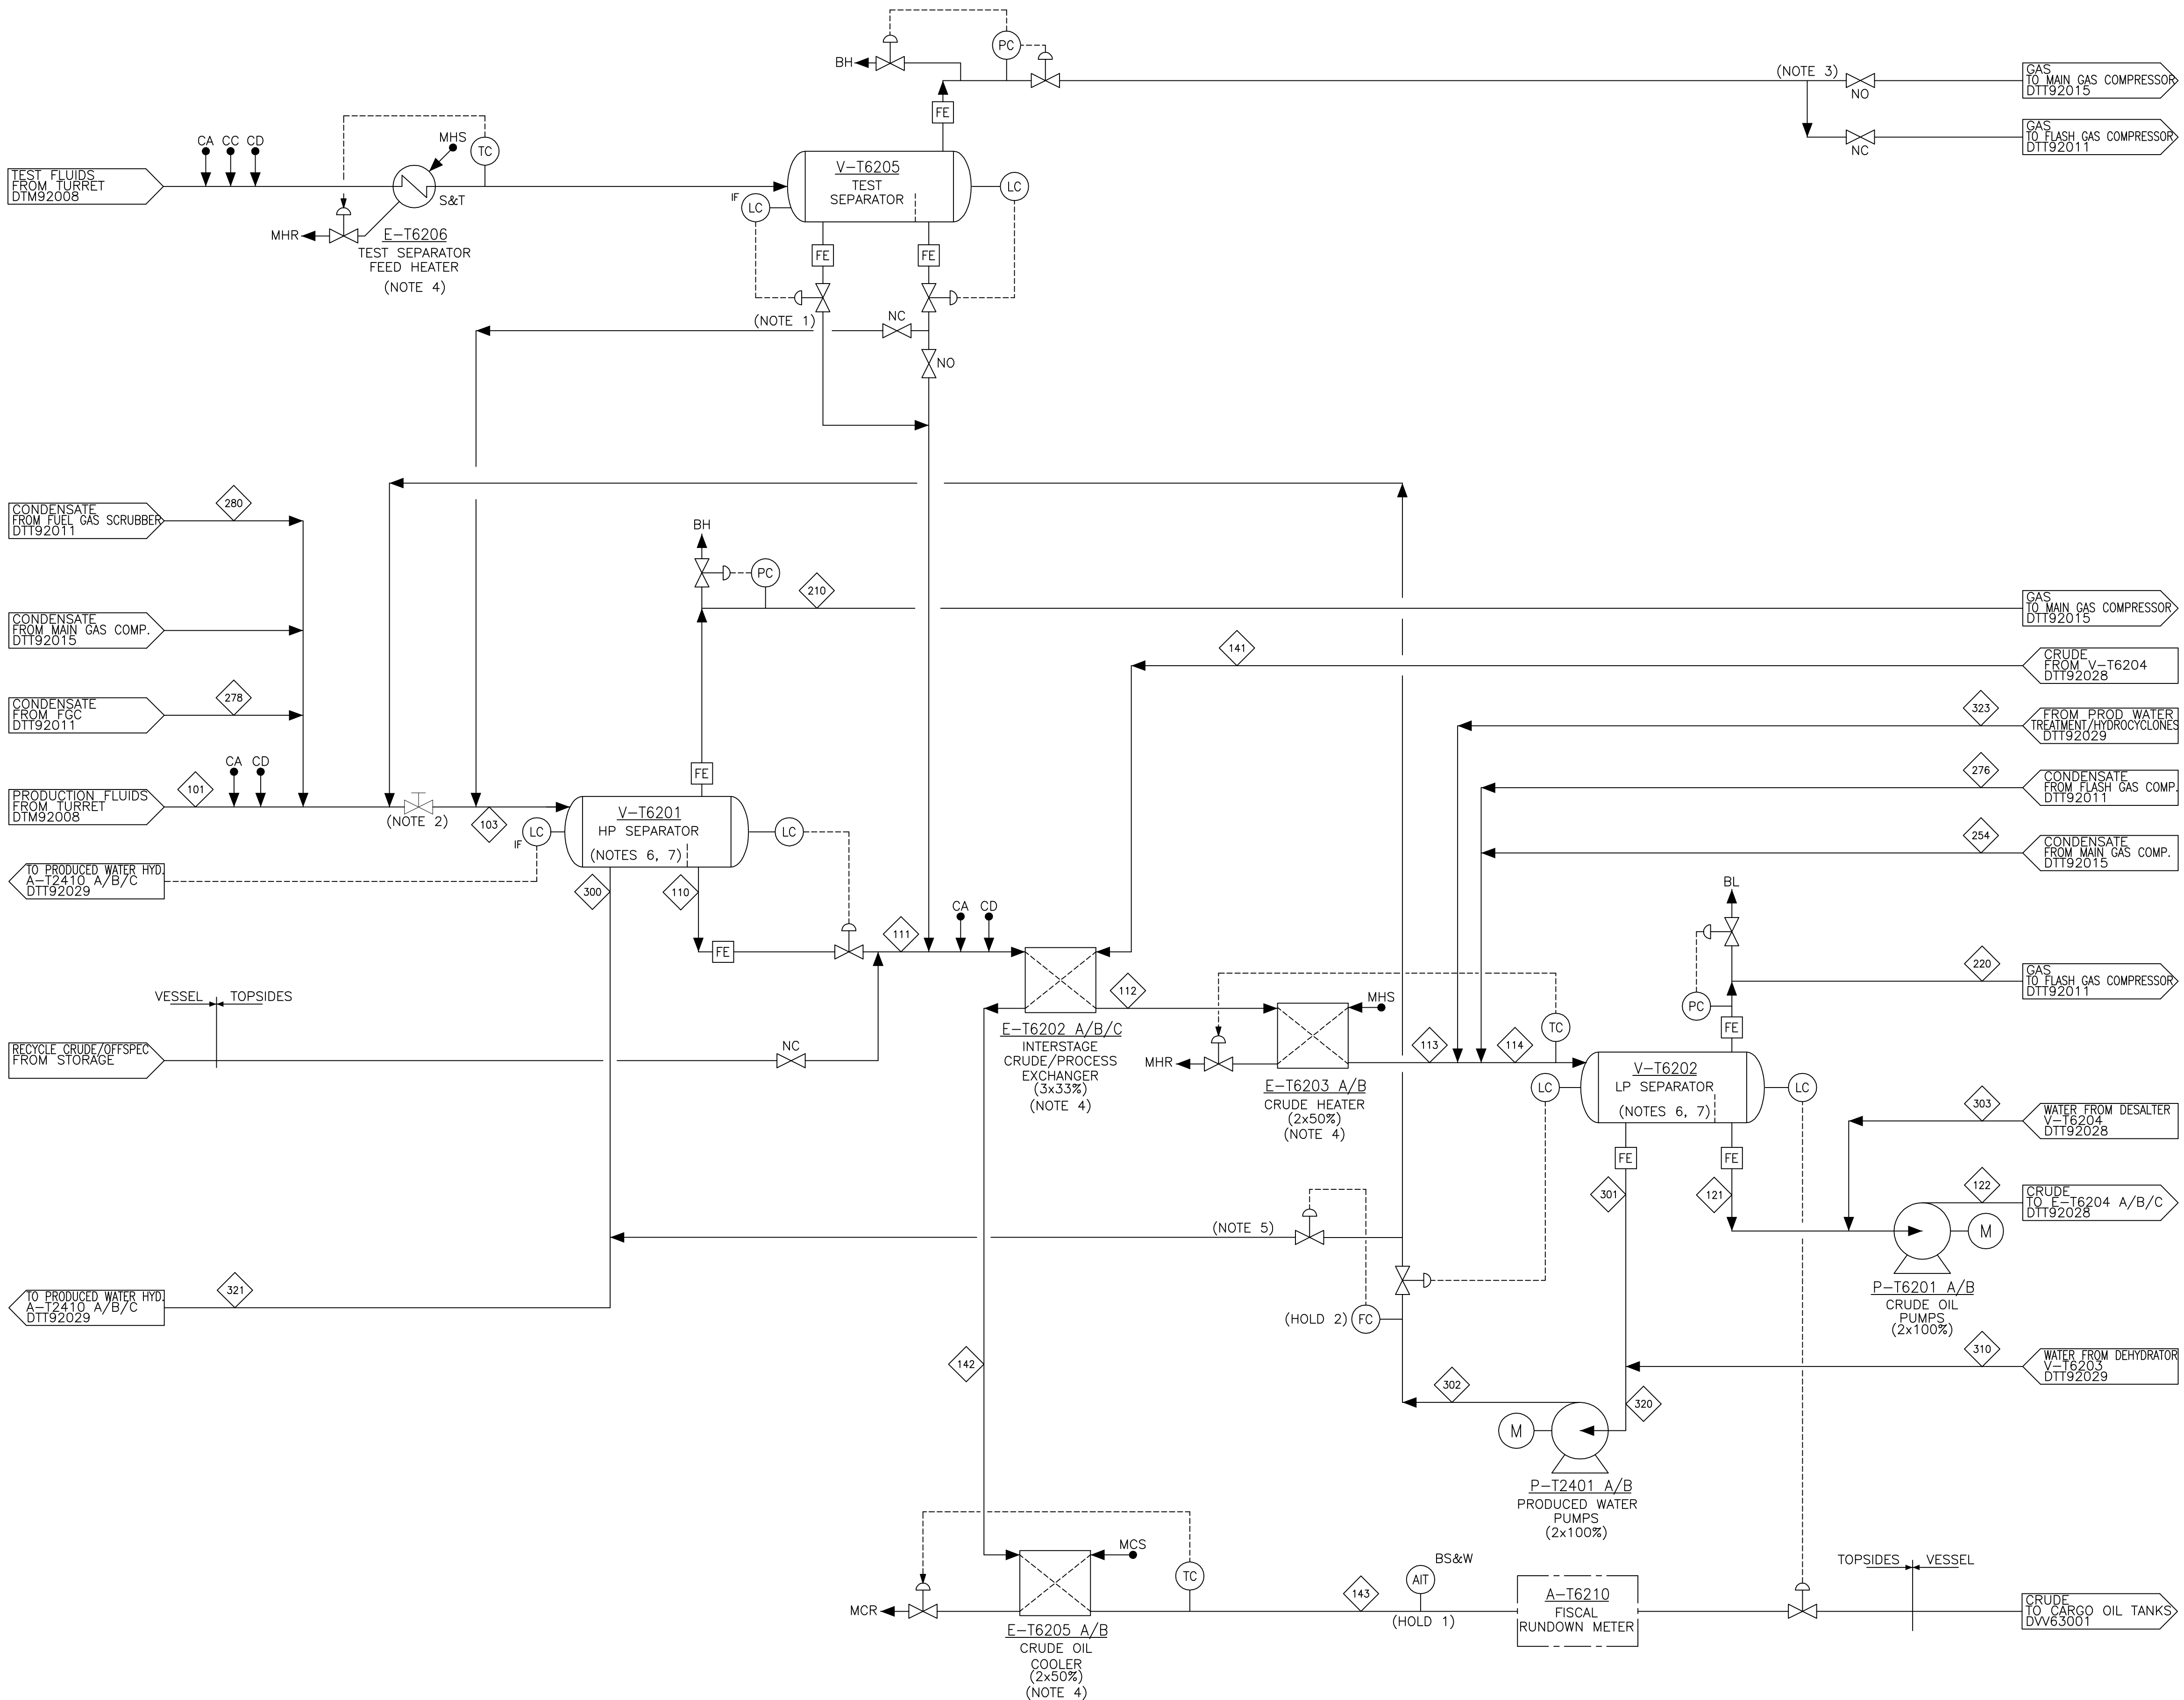 PC
BH
(NOTE 3)
NO
GAS
TO MAIN GAS COMPRESSOR
DTT92015
FE
NC
GAS
TO FLASH GAS COMPRESSOR
DTT92011
CA CC CD
MHS
TC
TEST FLUIDS
FROM TURRET
DTM92008
S&T
MHR
E-T6206
TEST SEPARATOR
FEED HEATER
(NOTE 4)
V-T6205
TEST
SEPARATOR
IF
LC
LC
FE
FE
(NOTE 1)
NC
NO
CONDENSATE
FROM FUEL GAS SCRUBBER
DTT92011
280
CONDENSATE
FROM MAIN GAS COMP.
DTT92015
CONDENSATE
FROM FGC
DTT92011
278
PRODUCTION FLUIDS
FROM TURRET
DTM92008
101
CA CD
(NOTE 2)
103
BH
PC
210
GAS
TO MAIN GAS COMPRESSOR
DTT92015
FE
V-T6201
HP SEPARATOR
(NOTES 6, 7)
LC
IF
LC
TO PRODUCED WATER HYD.
A-T2410 A/B/C
DTT92029
300
110
FE
111
CA CD
141
CRUDE
FROM V-T6204
DTT92028
323
FROM PROD WATER
TREATMENT/HYDROCYCLONES
DTT92029
276
CONDENSATE
FROM FLASH GAS COMP.
DTT92011
254
CONDENSATE
FROM MAIN GAS COMP.
DTT92015
VESSEL
TOPSIDES
RECYCLE CRUDE/OFFSPEC
FROM STORAGE
NC
112
E-T6202 A/B/C
INTERSTAGE
CRUDE/PROCESS
EXCHANGER
(3x33%)
(NOTE 4)
MHS
MHR
TC
113
114
E-T6203 A/B
CRUDE HEATER
(2x50%)
(NOTE 4)
BL
PC
FE
220
GAS
TO FLASH GAS COMPRESSOR
DTT92011
V-T6202
LP SEPARATOR
(NOTES 6, 7)
LC
LC
FE
FE
301
121
303
WATER FROM DESALTER
V-T6204
DTT92028
122
CRUDE
TO E-T6204 A/B/C
DTT92028
M
P-T6201 A/B
CRUDE OIL
PUMPS
(2x100%)
(NOTE 5)
(HOLD 2)
FC
TO PRODUCED WATER HYD.
A-T2410 A/B/C
DTT92029
321
142
302
320
310
WATER FROM DEHYDRATOR
V-T6203
DTT92029
M
P-T2401 A/B
PRODUCED WATER
PUMPS
(2x100%)
MCS
MCR
TC
E-T6205 A/B
CRUDE OIL
COOLER
(2x50%)
(NOTE 4)
143
AIT
BS&W
(HOLD 1)
A-T6210
FISCAL
RUNDOWN METER
TOPSIDES
VESSEL
CRUDE
TO CARGO OIL TANKS
DVV63001